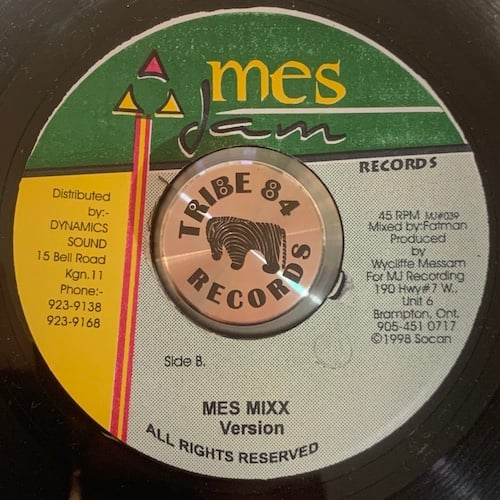 mes
Jam
RECORDS
Distributed
by:-
DYNAMICS
SOUND
15 Bell Road
Kgn.11
Phone:-
923-9138
923-9168
TRIBE 84
RECORDS
45 RPM MJ#039
Mixed by:Fatman
Produced
by
Wycliffe Messam
For MJ Recording
190 Hwy#7 W.,
Unit 6
Brampton, Ont.
905-451 0717
©1998 Socan
Side B.
MES MIXX
Version
ALL RIGHTS RESERVED